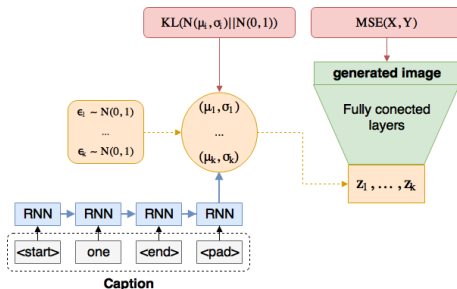 KL(N(μᵢ, σᵢ)||N(0, 1))
MSE(X, Y)
generated image
Fully conected
layers
ϵᵢ ∼ N(0, 1)
...
ϵₖ ∼ N(0, 1)
(μ₁, σ₁)
...
(μₖ, σₖ)
z₁ , . . . , zₖ
RNN
RNN
RNN
RNN
<start>
one
<end>
<pad>
Caption